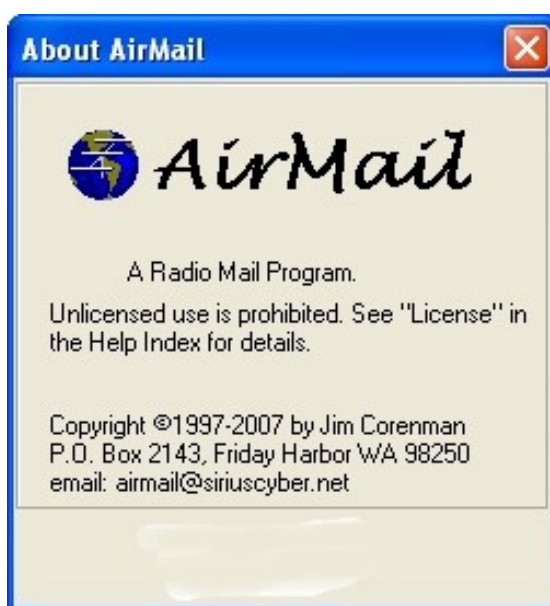 About AirMail
AirMail
A Radio Mail Program.
Unlicensed use is prohibited. See "License" in
the Help Index for details.
Copyright ©1997-2007 by Jim Corenman
P.O. Box 2143, Friday Harbor WA 98250
email: airmail@siriuscyber.net